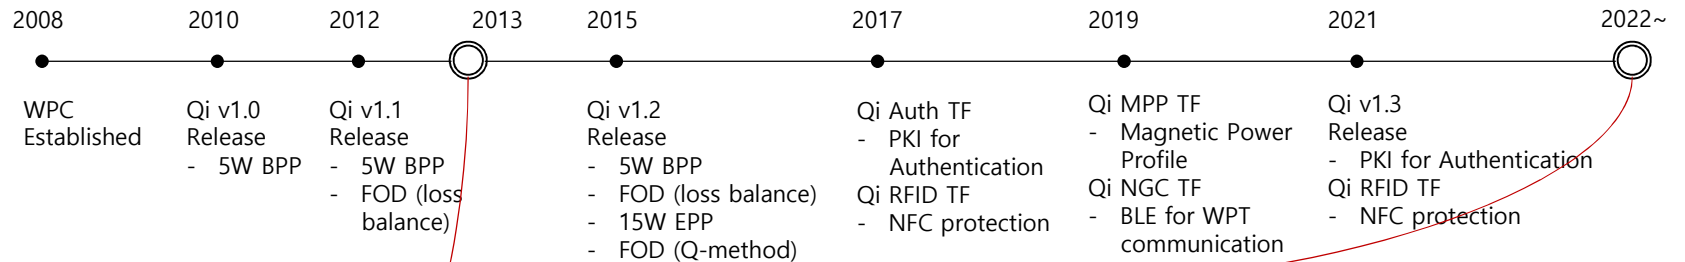 2008
2010
2012
2013
2015
2017
2019
2021
2022~
WPC
Established
Qi v1.0
Release
- 5W BPP
Qi v1.1
Release
- 5W BPP
- FOD (loss
balance)
Qi v1.2
Release
- 5W BPP
- FOD (loss balance)
- 15W EPP
- FOD (Q-method)
Qi Auth TF
- PKI for
Authentication
Qi RFID TF
- NFC protection
Qi MPP TF
- Magnetic Power
Profile
Qi NGC TF
- BLE for WPT
communication
Qi v1.3
Release
- PKI for Authentication
Qi RFID TF
- NFC protection